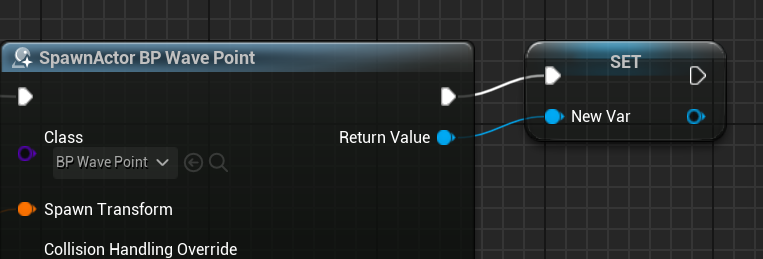 SpawnActor BP Wave Point
SET
New Var
Class
Return Value
BP Wave Point
Spawn Transform
Collision Handling Override